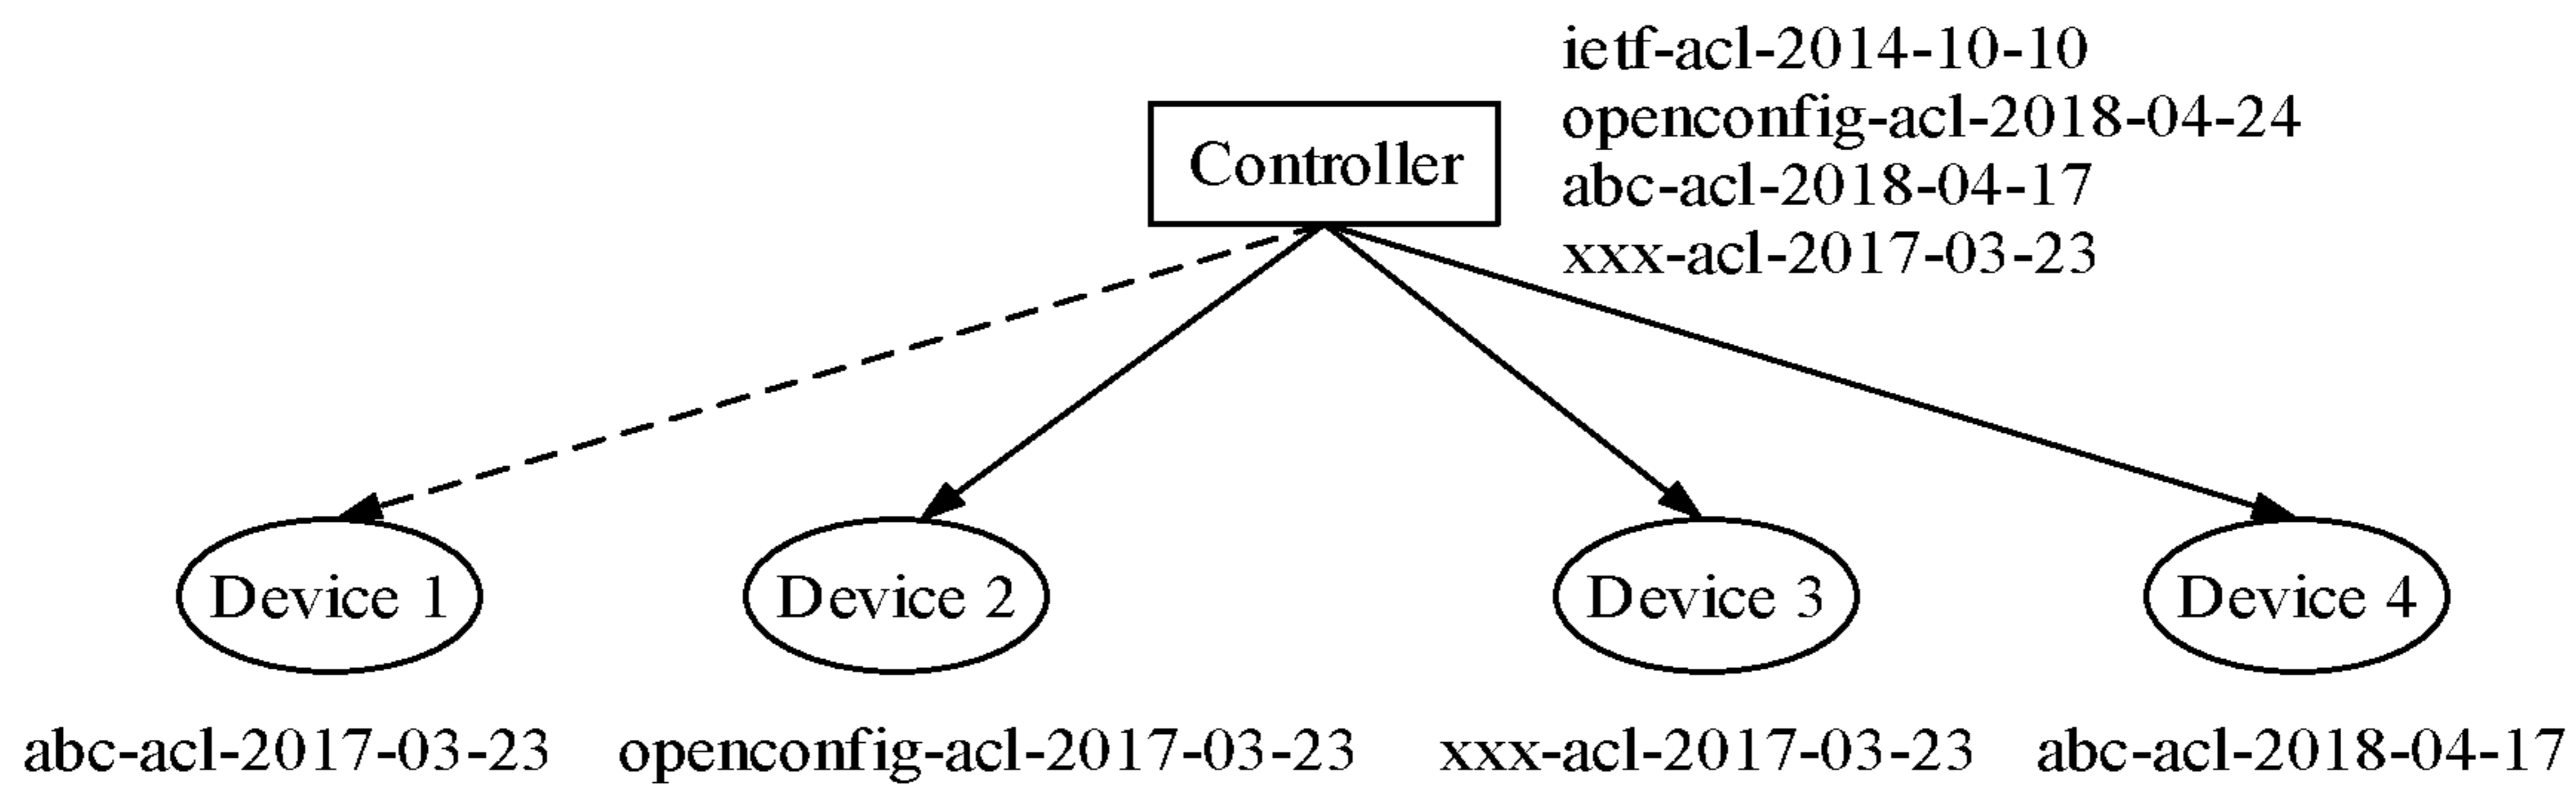 ietf-acl-2014-10-10
openconfig-acl-2018-04-24
abc-acl-2018-04-17
xxx-acl-2017-03-23
Controller
Device 1
Device 2
Device 3
Device 4
abc-acl-2017-03-23
openconfig-acl-2017-03-23
xxx-acl-2017-03-23
abc-acl-2018-04-17